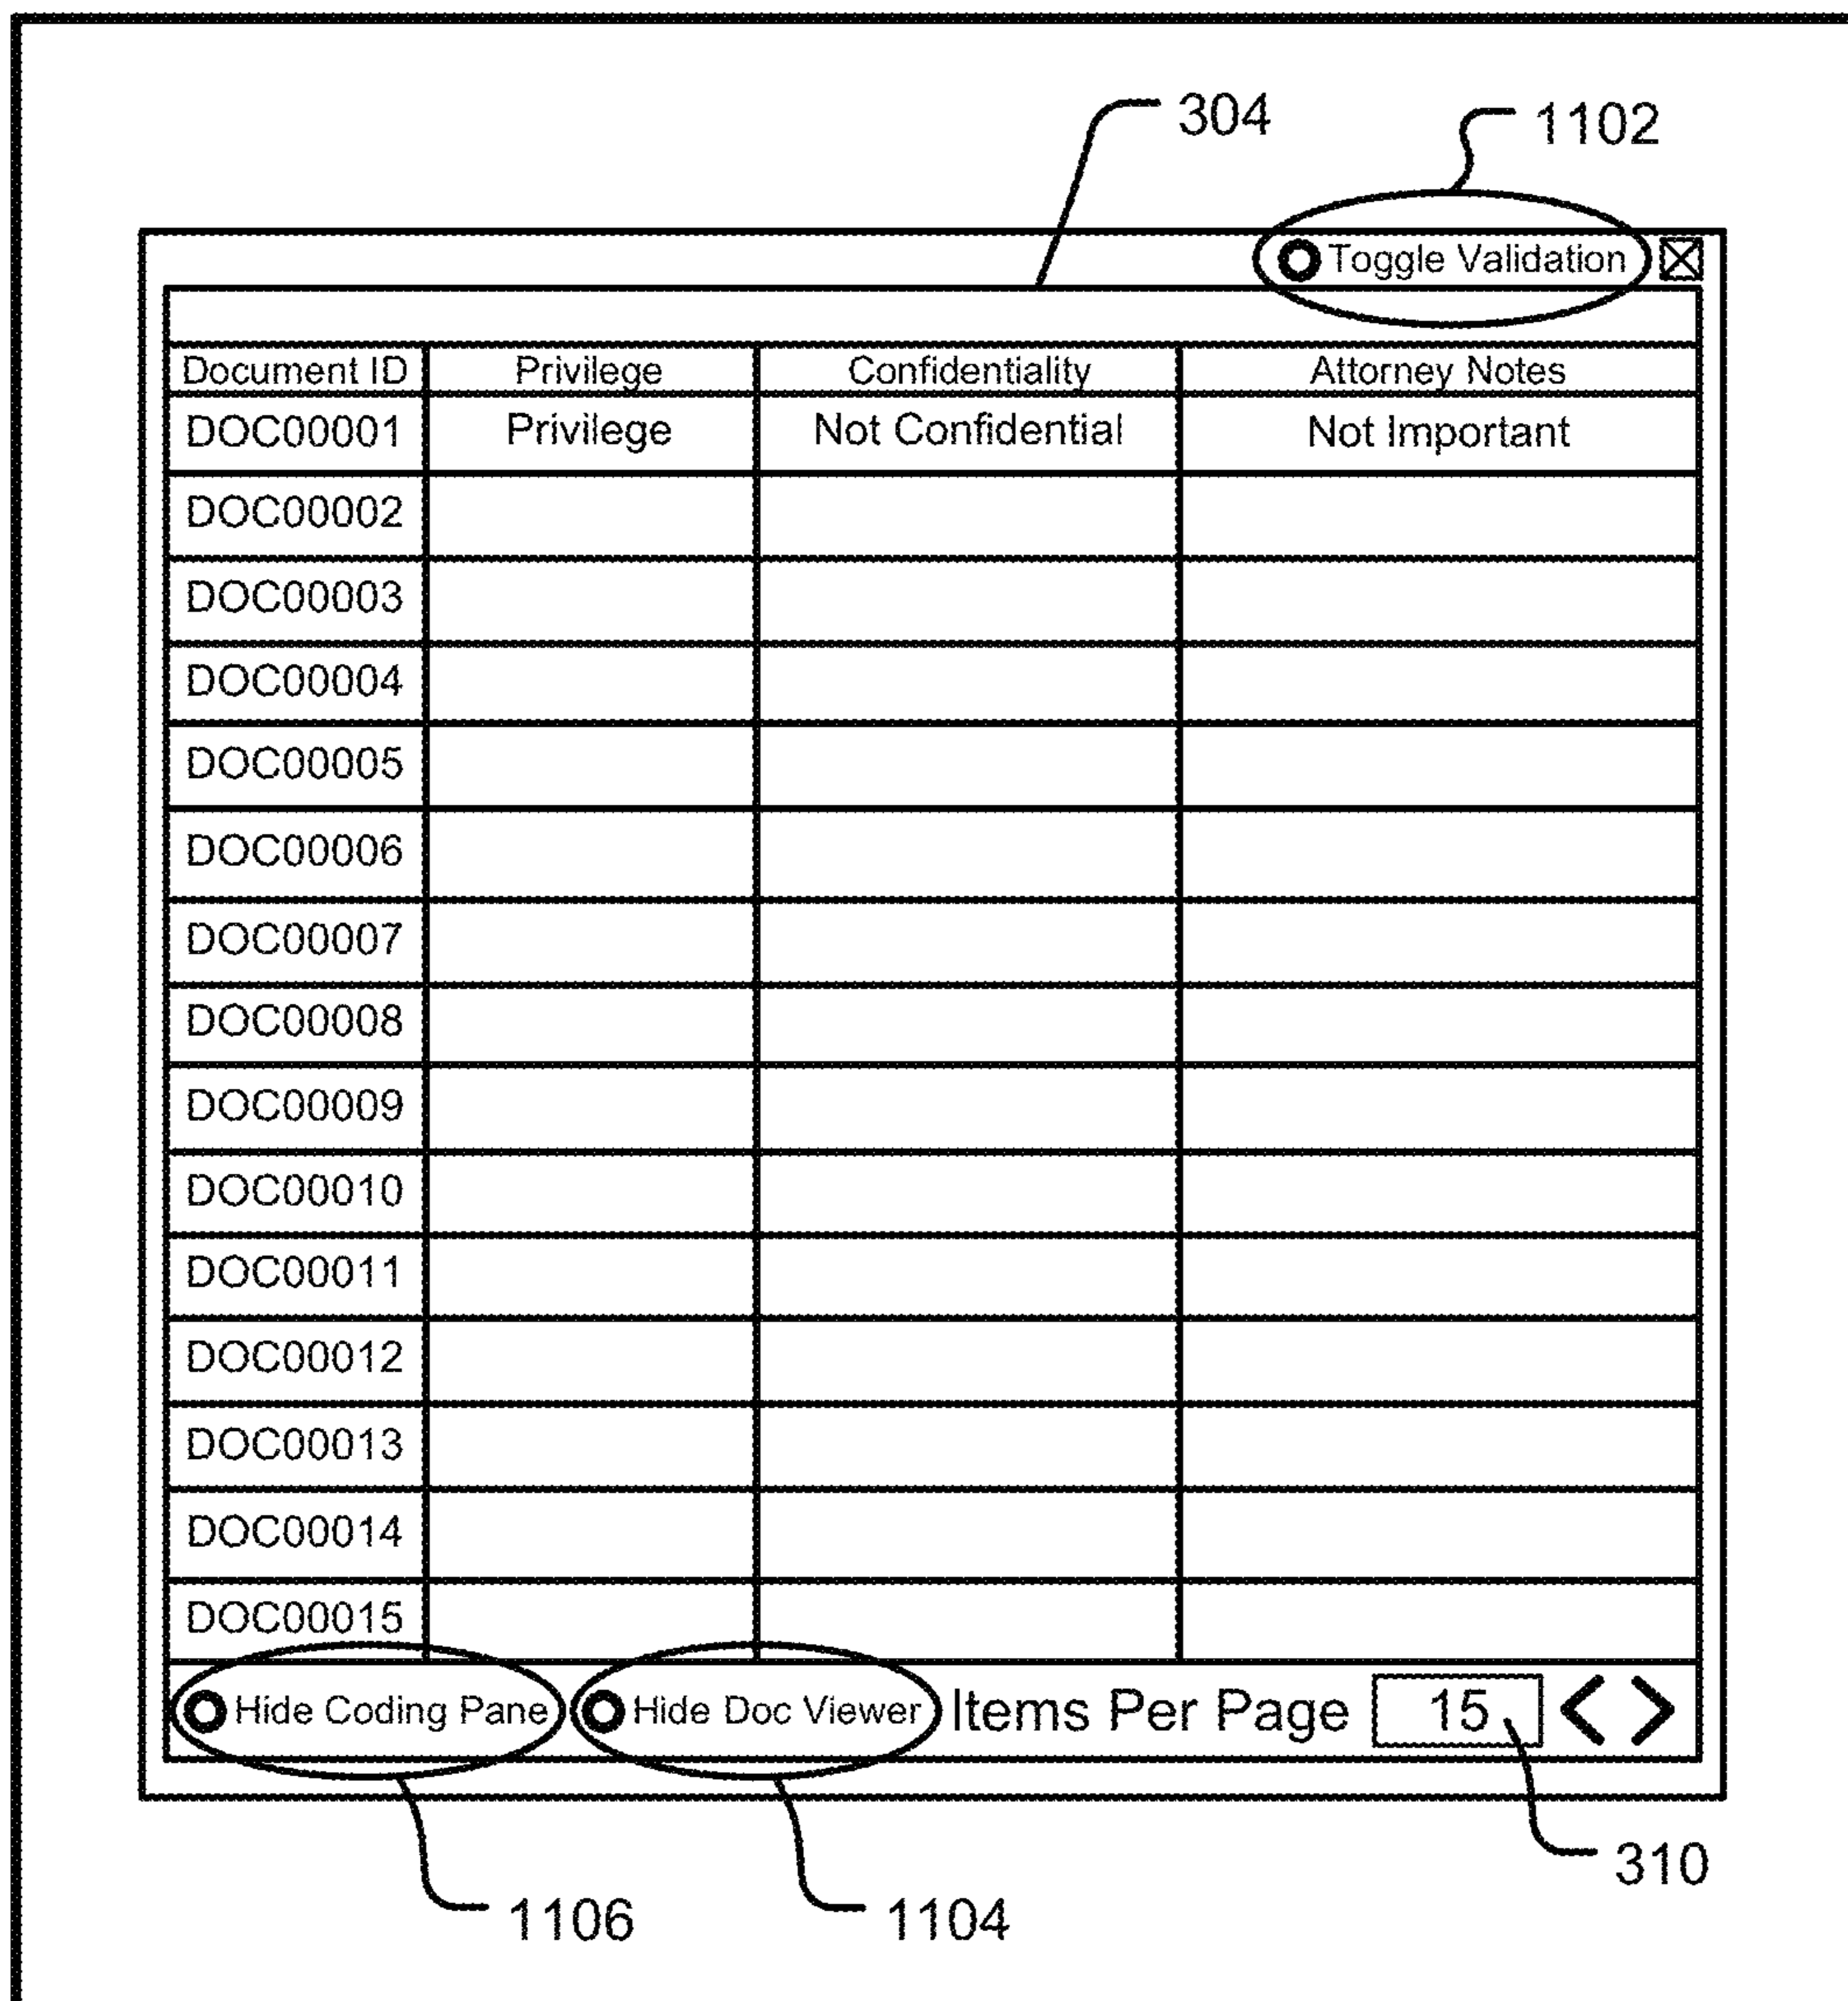 304
1102
Toggle Validation
Document ID Privilege Confidentiality Attorney Notes
DOC00001 Privilege Not Confidential Not Important
DOC00002
DOC00003
DOC00004
DOC00005
DOC00006
DOC00007
DOC00008
DOC00009
DOC00010
DOC00011
DOC00012
DOC00013
DOC00014
DOC00015
Hide Coding Pane Hide Doc Viewer Items Per Page 15 < >
310
1106 1104